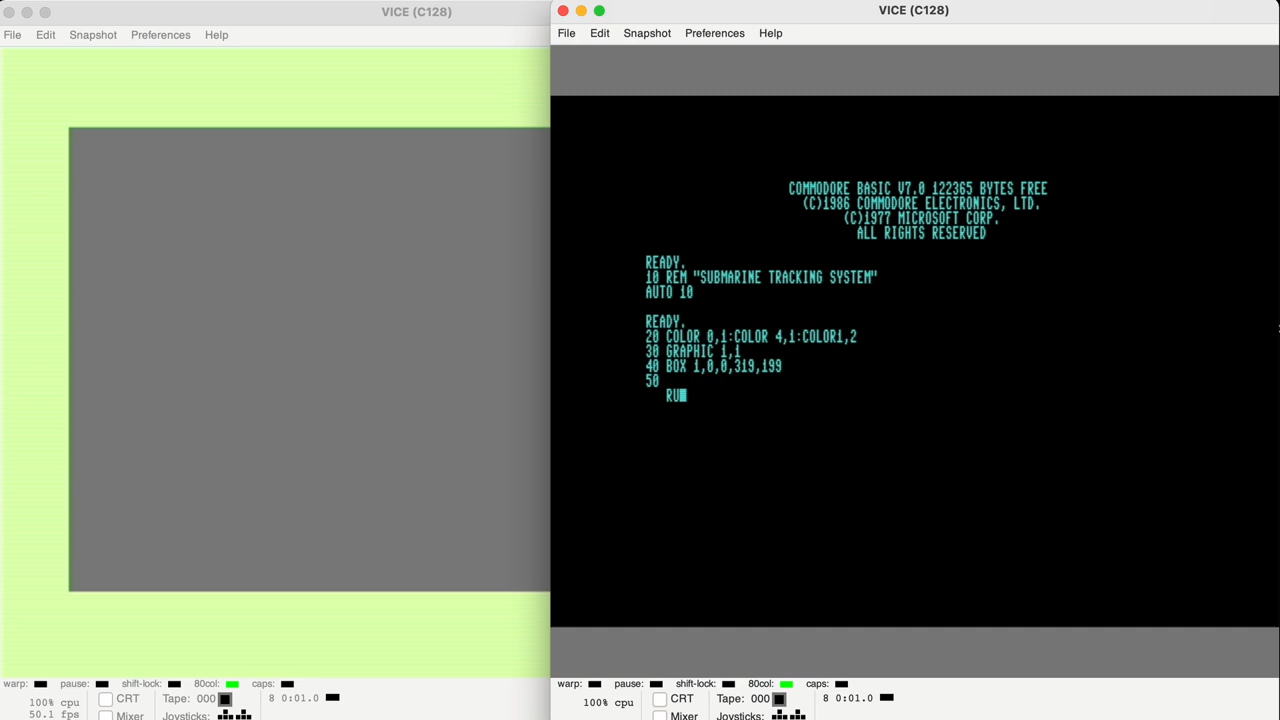 VICE (C128)
File Edit Snapshot Preferences Help
warp: pause: shift-lock: 80col: caps:
100% cpu
50.1 fps
CRT
Mixer
Tape: 000
Joysticks:
8 0:01.0
VICE (C128)
File Edit Snapshot Preferences Help
COMMODORE BASIC V7.0 122365 BYTES FREE
(C)1986 COMMODORE ELECTRONICS, LTD.
(C)1977 MICROSOFT CORP.
ALL RIGHTS RESERVED
READY.
10 REM "SUBMARINE TRACKING SYSTEM"
AUTO 10
READY.
20 COLOR 0,1:COLOR 4,1:COLOR1,2
30 GRAPHIC 1,1
40 BOX 1,0,0,319,199
50
RU
warp: pause: shift-lock: 80col: caps:
100% cpu
CRT
Mixer
Tape: 000
Joysticks:
8 0:01.0